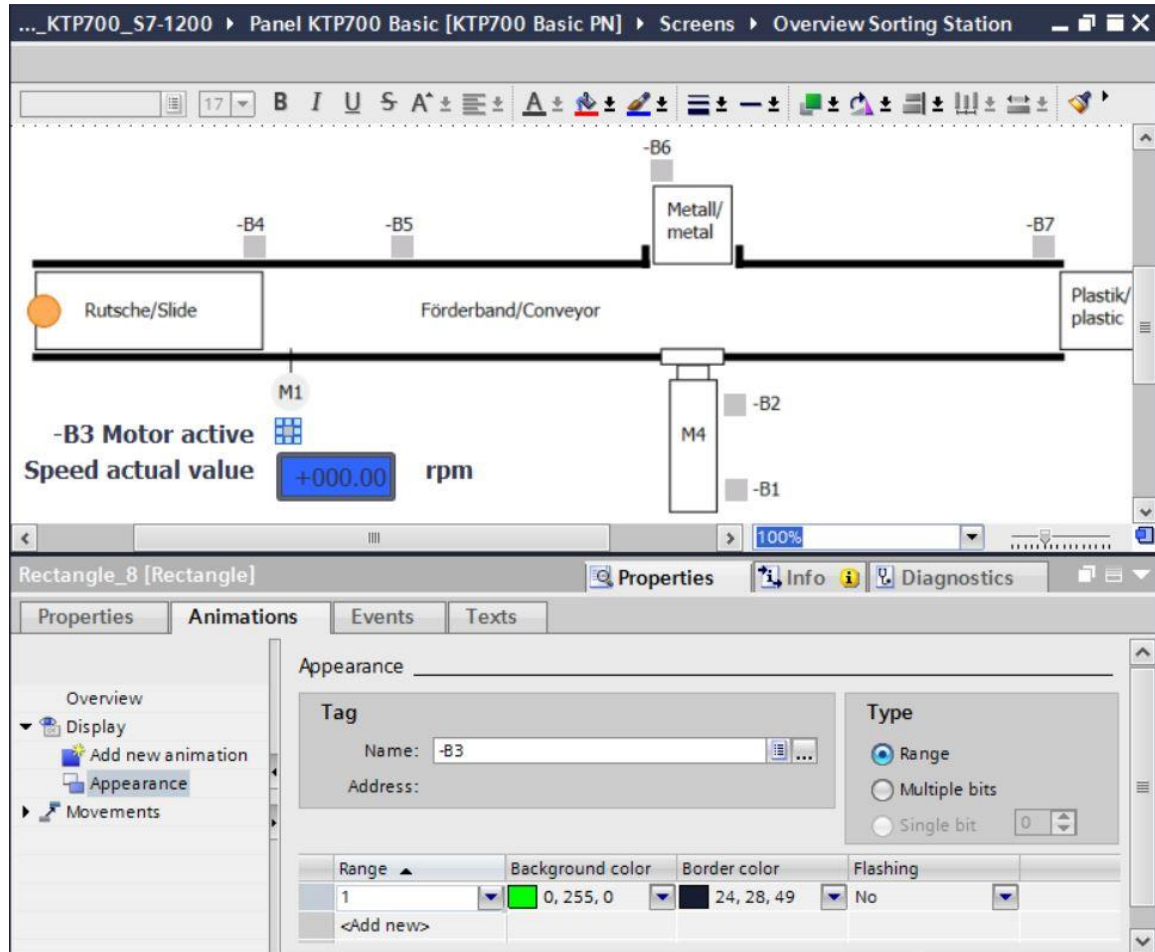 ..._KTP700_S7-1200 ▸ Panel KTP700 Basic [KTP700 Basic PN] ▸ Screens ▸ Overview Sorting Station
17 B I U S A A
-B6
Metall/
metal
-B4 -B5 -B7
Rutsche/Slide Förderband/Conveyor
Plastik/
plastic
M1
-B2
-B3 Motor active M4
Speed actual value +000.00 rpm
-B1
100%
Rectangle_8 [Rectangle] Properties Info Diagnostics
Properties Animations Events Texts
Appearance
Overview
Display
Add new animation
Appearance
Movements
Tag
Name: -B3 ...
Address:
Type
Range
Multiple bits
Single bit 0
Range Background color Border color Flashing
1 0, 255, 0 24, 28, 49 No
<Add new>